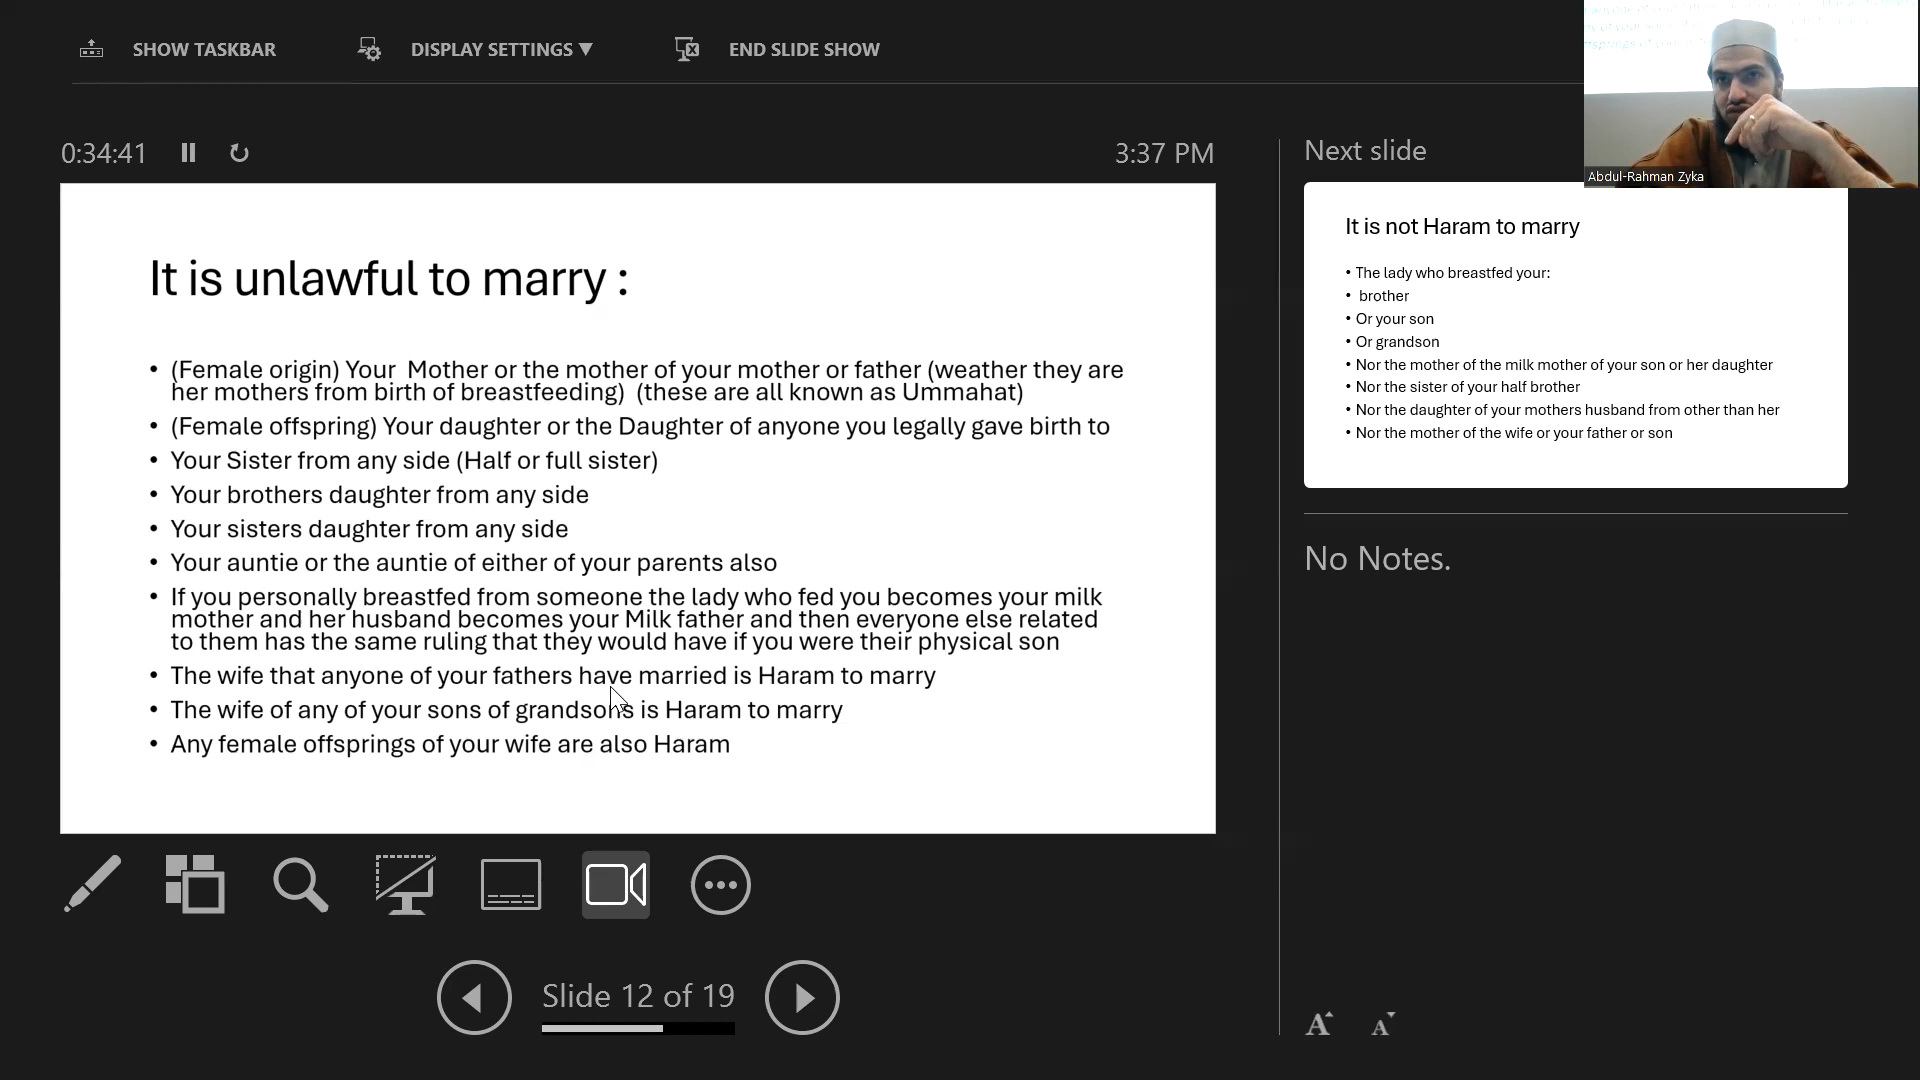 SHOW TASKBAR
DISPLAY SETTINGS ▼
END SLIDE SHOW
0:34:41
3:37 PM
It is unlawful to marry :
• (Female origin) Your  Mother or the mother of your mother or father (weather they are
her mothers from birth of breastfeeding)  (these are all known as Ummahat)
• (Female offspring) Your daughter or the Daughter of anyone you legally gave birth to
• Your Sister from any side (Half or full sister)
• Your brothers daughter from any side
• Your sisters daughter from any side
• Your auntie or the auntie of either of your parents also
• If you personally breastfed from someone the lady who fed you becomes your milk
mother and her husband becomes your Milk father and then everyone else related
to them has the same ruling that they would have if you were their physical son
• The wife that anyone of your fathers have married is Haram to marry
• The wife of any of your sons of grandsons is Haram to marry
• Any female offsprings of your wife are also Haram
Slide 12 of 19
Next slide
Abdul-Rahman Zyka
It is not Haram to marry
• The lady who breastfed your:
•  brother
• Or your son
• Or grandson
• Nor the mother of the milk mother of your son or her daughter
• Nor the sister of your half brother
• Nor the daughter of your mothers husband from other than her
• Nor the mother of the wife or your father or son
No Notes.
A A